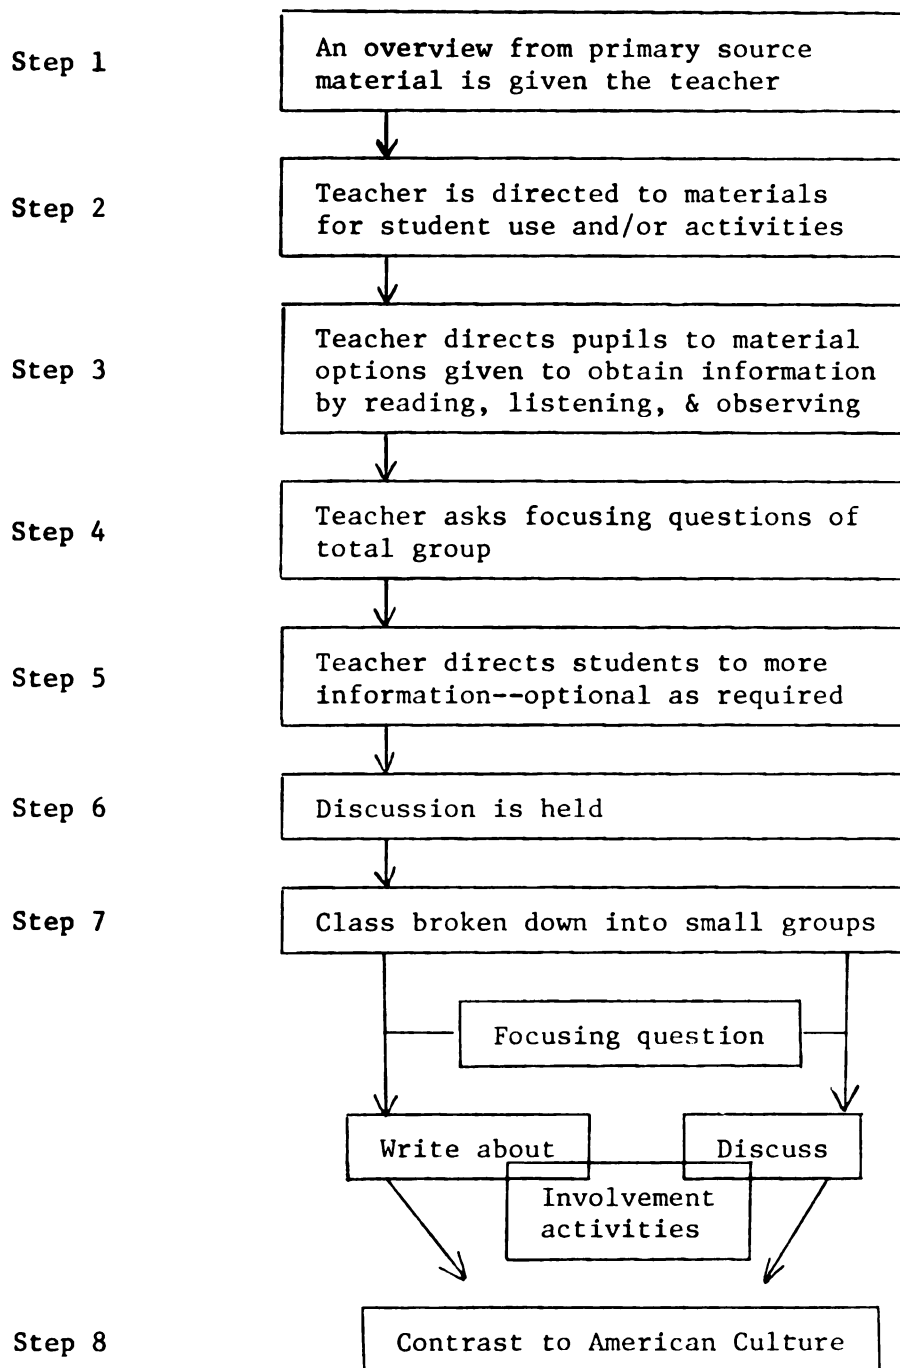 Step 1
An overview from primary source
material is given the teacher
Step 2
Teacher is directed to materials
for student use and/or activities
Step 3
Teacher directs pupils to material
options given to obtain information
by reading, listening, & observing
Step 4
Teacher asks focusing questions of
total group
Step 5
Teacher directs students to more
information--optional as required
Step 6
Discussion is held
Step 7
Class broken down into small groups
Focusing question
Write about
Discuss
Involvement
activities
Step 8
Contrast to American Culture